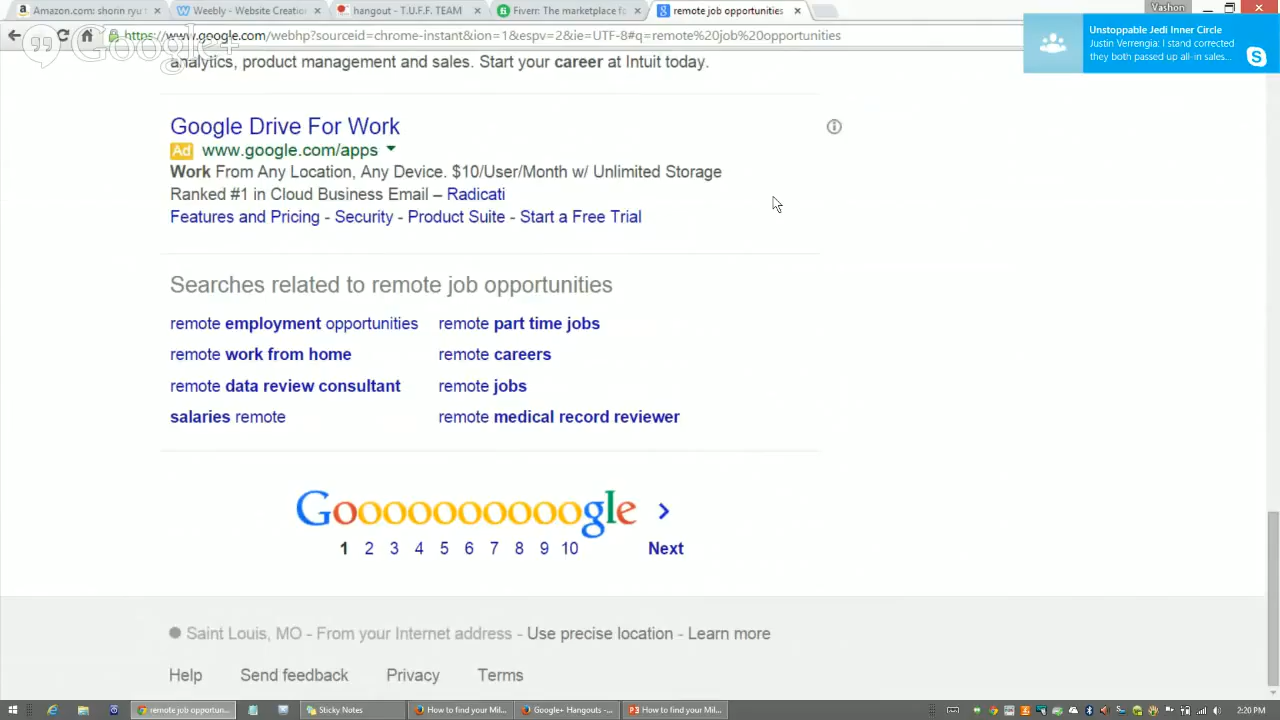 Amazon.com: shorin ryu
Weebly - Website Creation
hangout - T.U.F.F. TEAM
Fiverr: The marketplace fo
remote job opportunities
Vashon
https://www.google.com/webhp?sourceid=chrome-instant&ion=1&espv=2&ie=UTF-8#q=remote%20job%20opportunities
Google+
Unstoppable Jedi Inner Circle
Justin Verrengia: I stand corrected
they both passed up all-in sales...
analytics, product management and sales. Start your career at Intuit today.
Google Drive For Work
Ad www.google.com/apps
Work From Any Location, Any Device. $10/User/Month w/ Unlimited Storage
Ranked #1 in Cloud Business Email – Radicati
Features and Pricing - Security - Product Suite - Start a Free Trial
Searches related to remote job opportunities
remote employment opportunities remote part time jobs
remote work from home remote careers
remote data review consultant remote jobs
salaries remote remote medical record reviewer
Goooooooooogle >
1 2 3 4 5 6 7 8 9 10 Next
Saint Louis, MO - From your Internet address - Use precise location - Learn more
Help Send feedback Privacy Terms
remote job opportun...
Sticky Notes
How to find your Mil...
Google+ Hangouts -...
How to find your Mil...
2:20 PM